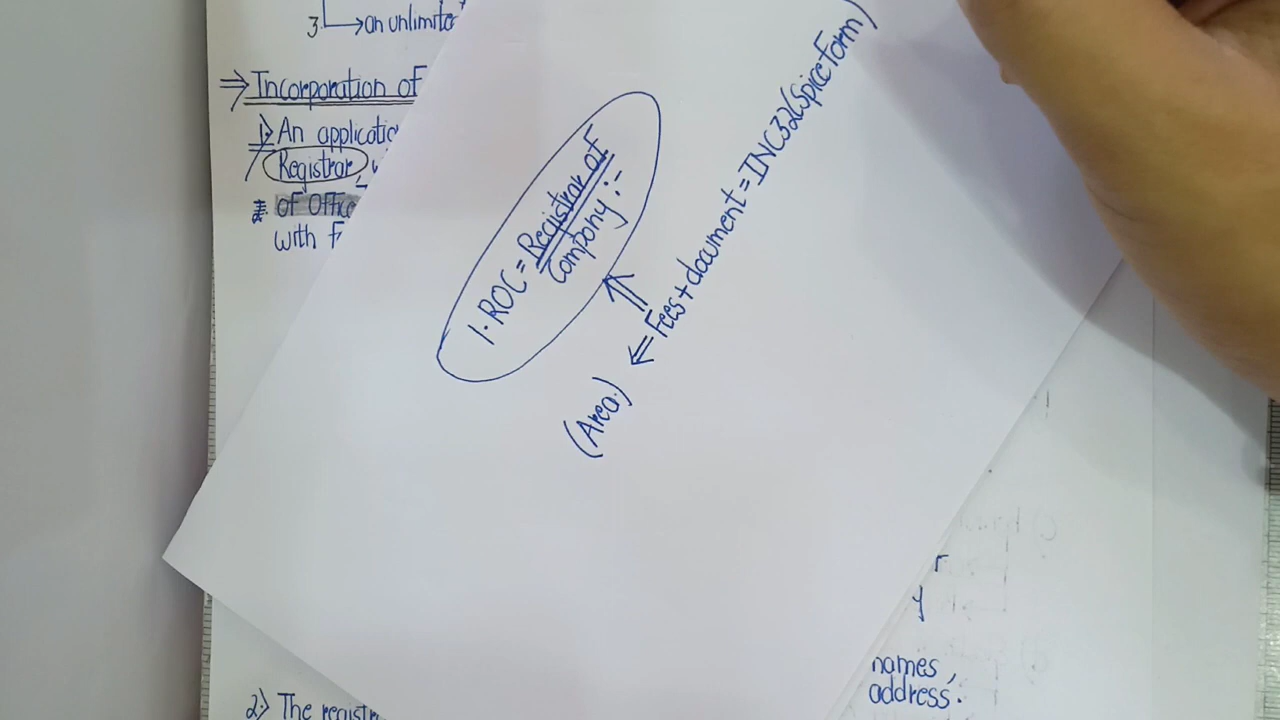 3. → an unlimite
⇒ Incorporation of
1.> An applicatio
Registrar,
of Office
with F
1. ROC = Registrar of
Company :-
(Area.) ⇐ Fees + document = INC32 (Spice Form)
names,
address.
2.> The registr